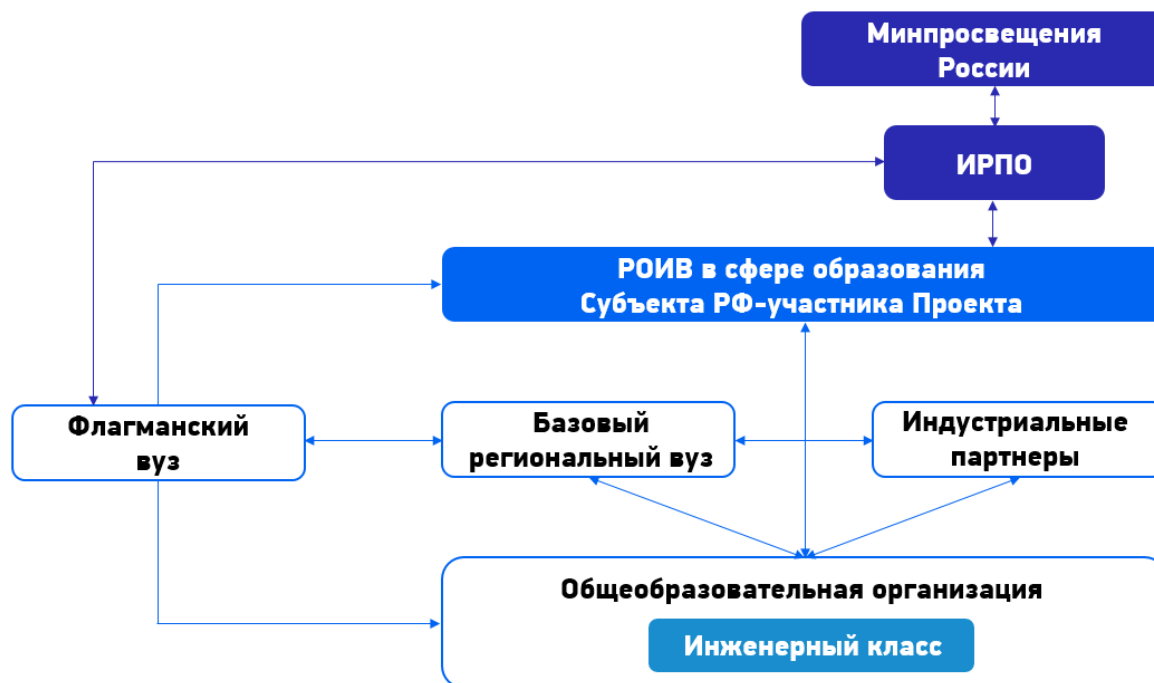 Минпросвещения
России
ИРПО
РОИВ в сфере образования
Субъекта РФ-участника Проекта
Флагманский
вуз
Базовый
региональный вуз
Индустриальные
партнеры
Общеобразовательная организация
Инженерный класс